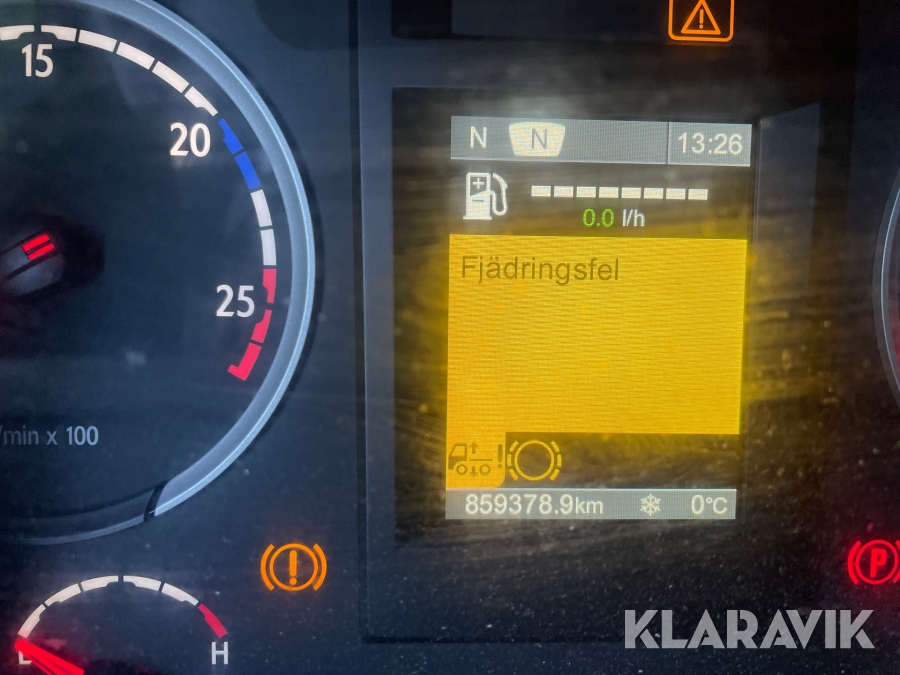 15
20
25
/min x 100
N N 13:26
0.0 l/h
Fjädringsfel
859378.9km 0°C
H
P
KLARAVIK